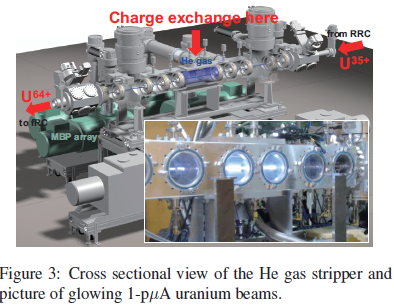 Charge exchange here
from RRC
He gas
U35+
U64+
to fRC
MBP array
Figure 3: Cross sectional view of the He gas stripper and
picture of glowing 1-pμA uranium beams.